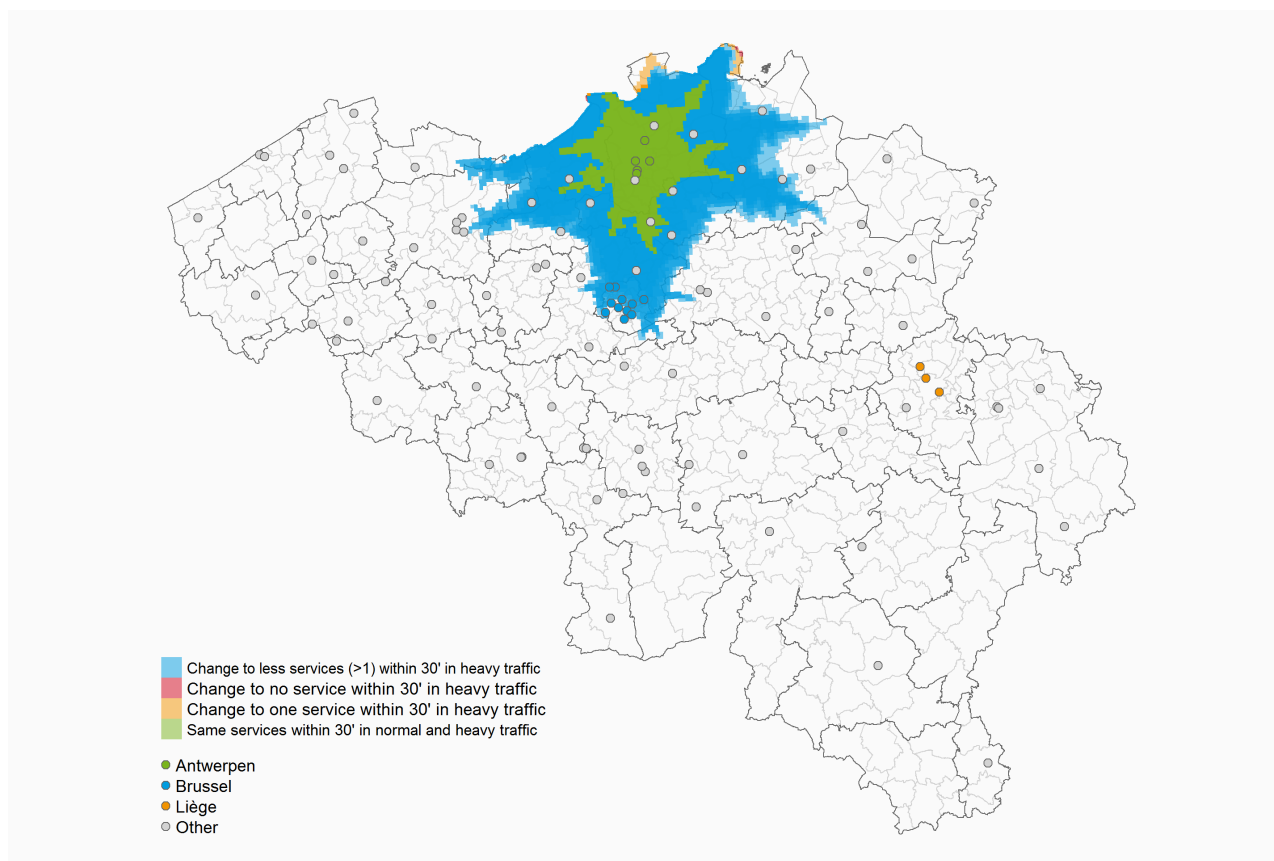 Change to less services (>1) within 30' in heavy traffic
Change to no service within 30' in heavy traffic
Change to one service within 30' in heavy traffic
Same services within 30' in normal and heavy traffic
Antwerpen
Brussel
Liège
Other